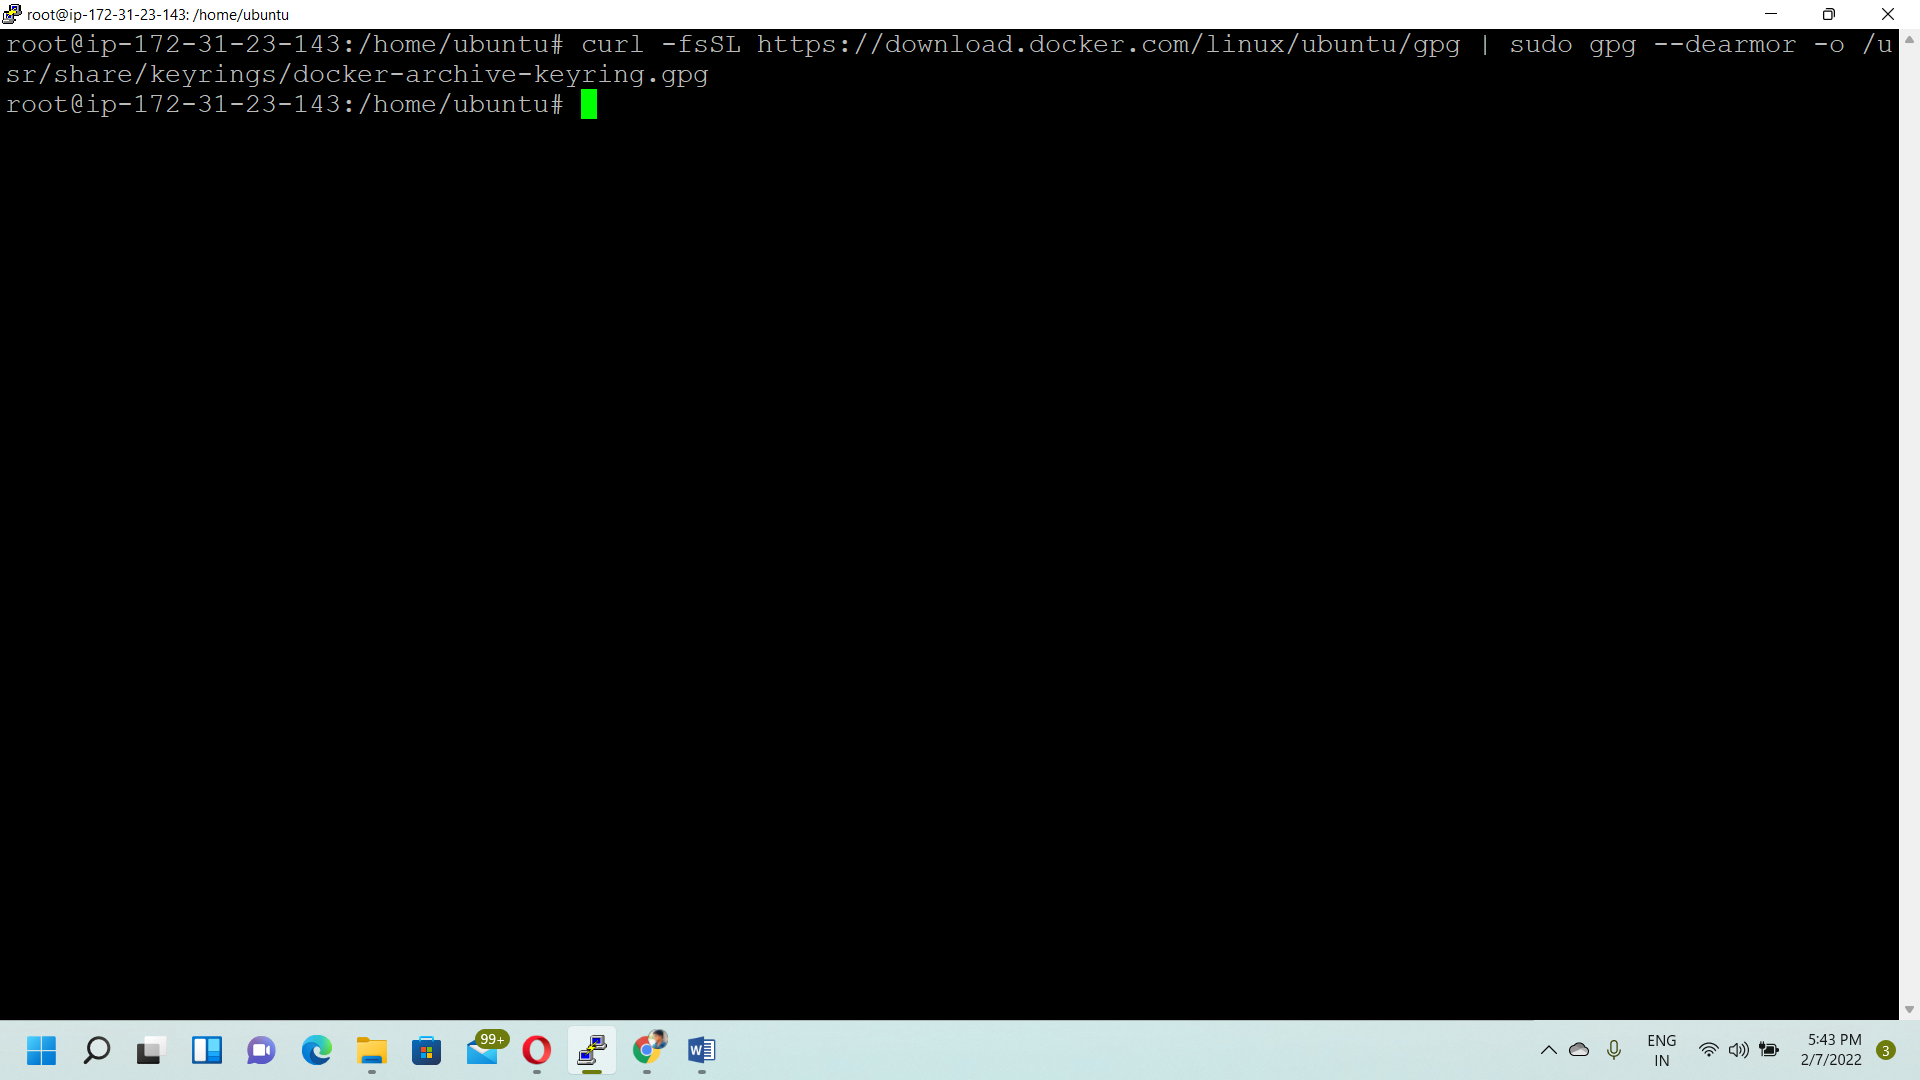 root@ip-172-31-23-143: /home/ubuntu
root@ip-172-31-23-143:/home/ubuntu# curl -fsSL https://download.docker.com/linux/ubuntu/gpg | sudo gpg --dearmor -o /u
sr/share/keyrings/docker-archive-keyring.gpg
root@ip-172-31-23-143:/home/ubuntu#
99+
W
ENG
IN
5:43 PM
2/7/2022
3